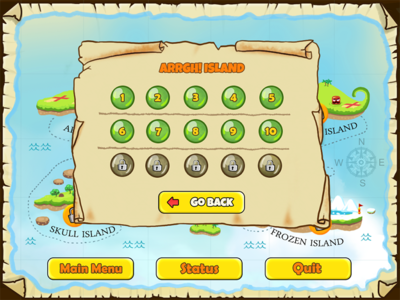 ARRGH! ISLAND
1 2 3 4 5
6 7 8 9 10
GO BACK
ISLAND
N
W E
S
SKULL ISLAND
FROZEN ISLAND
Main Menu Status Quit